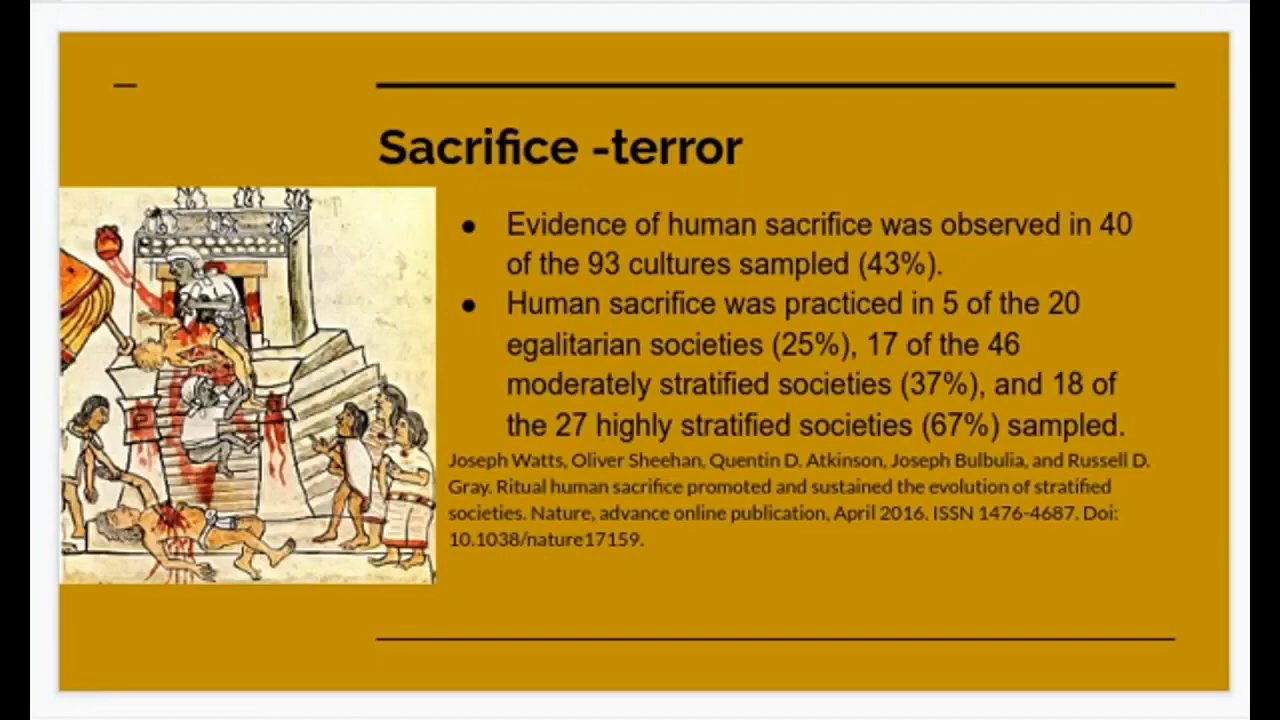 Sacrifice -terror
● Evidence of human sacrifice was observed in 40
of the 93 cultures sampled (43%).
● Human sacrifice was practiced in 5 of the 20
egalitarian societies (25%), 17 of the 46
moderately stratified societies (37%), and 18 of
the 27 highly stratified societies (67%) sampled.
Joseph Watts, Oliver Sheehan, Quentin D. Atkinson, Joseph Bulbulia, and Russell D.
Gray. Ritual human sacrifice promoted and sustained the evolution of stratified
societies. Nature, advance online publication, April 2016. ISSN 1476-4687. Doi:
10.1038/nature17159.